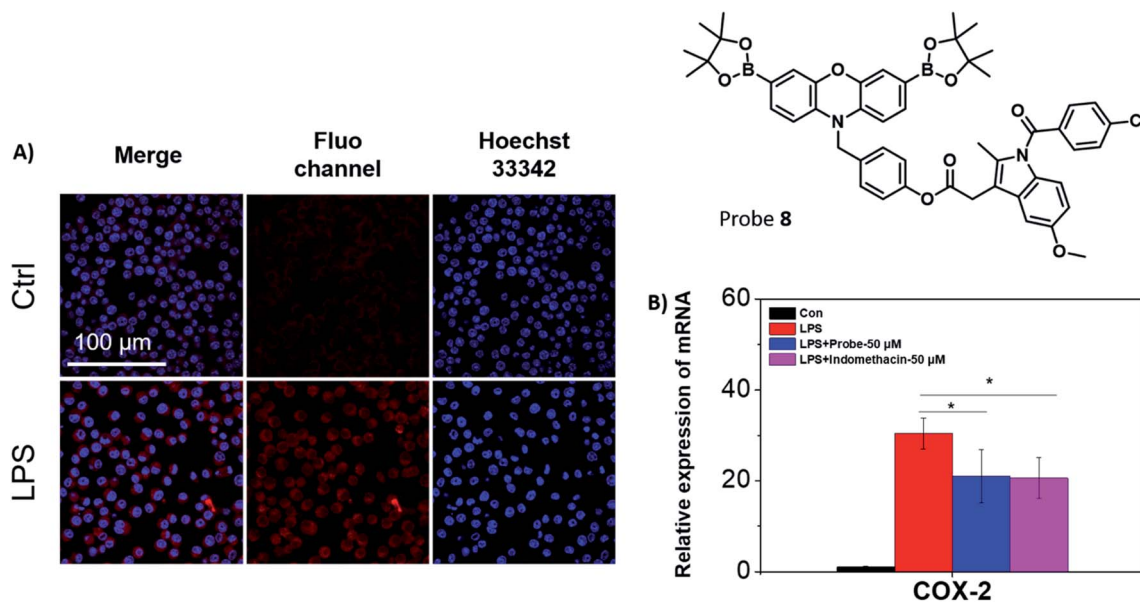 A)
Merge
Fluo
channel
Hoechst
33342
Ctrl
100 µm
LPS
O
O
B
O
O
B
O
O
N
O
O
O
N
Cl
O
Probe 8
B)
Relative expression of mRNA
60
40
20
0
Con
LPS
LPS+Probe-50 µM
LPS+Indomethacin-50 µM
*
*
COX-2